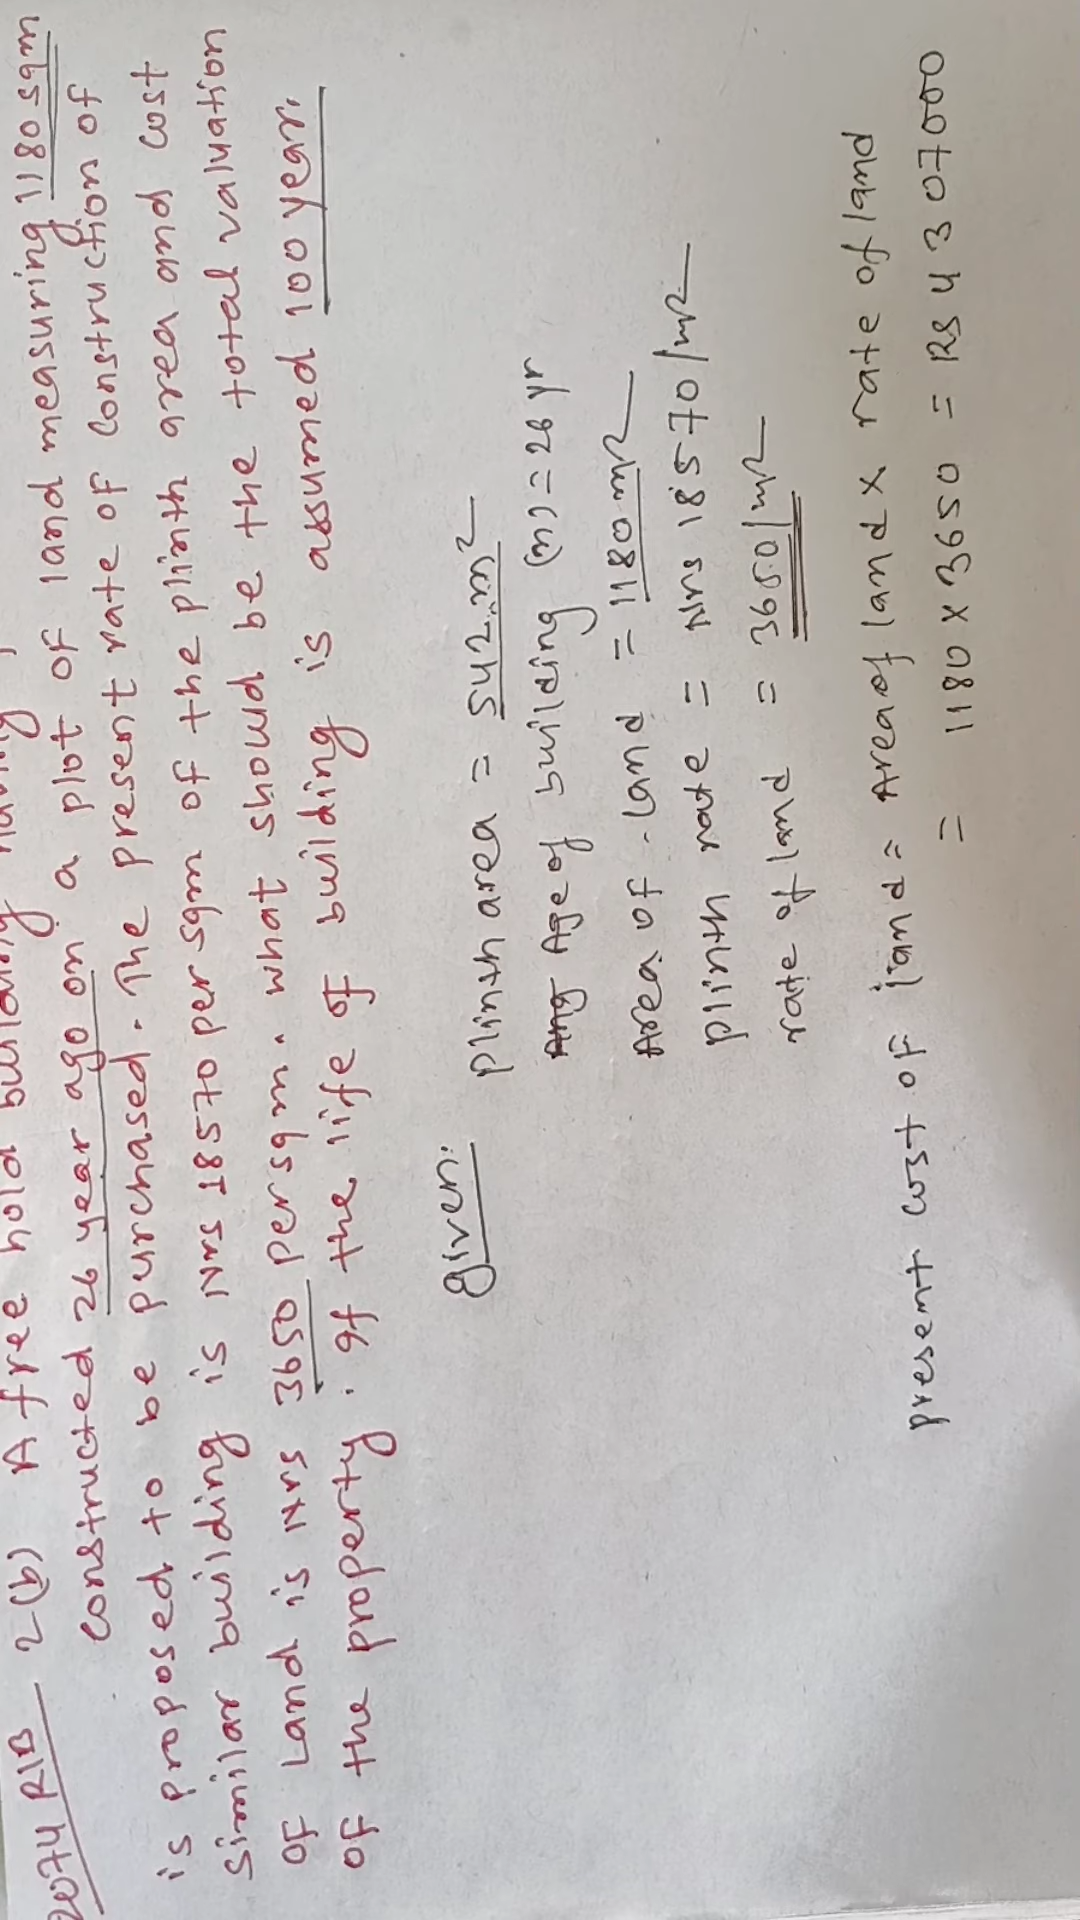 2074 R/B 2(b) A free hold building having
constructed 26 year ago on a plot of land measuring 1180 sqm
is proposed to be purchased. The present rate of construction of
similar building is NRs 18570 per sqm of the plinth area and cost
of Land is NRs 3650 per sqm. what should be the total valuation
of the property. If the life of building is assumed 100 year.
Given:
plinth area = 542 m²
Age of building (n) = 26 yr
Area of Land = 1180 m²
plinth rate = NRs 18570/m²
rate of land = 3650/m²
present cost of land = Area of land x rate of land
= 1180 x 3650 = Rs 4307000